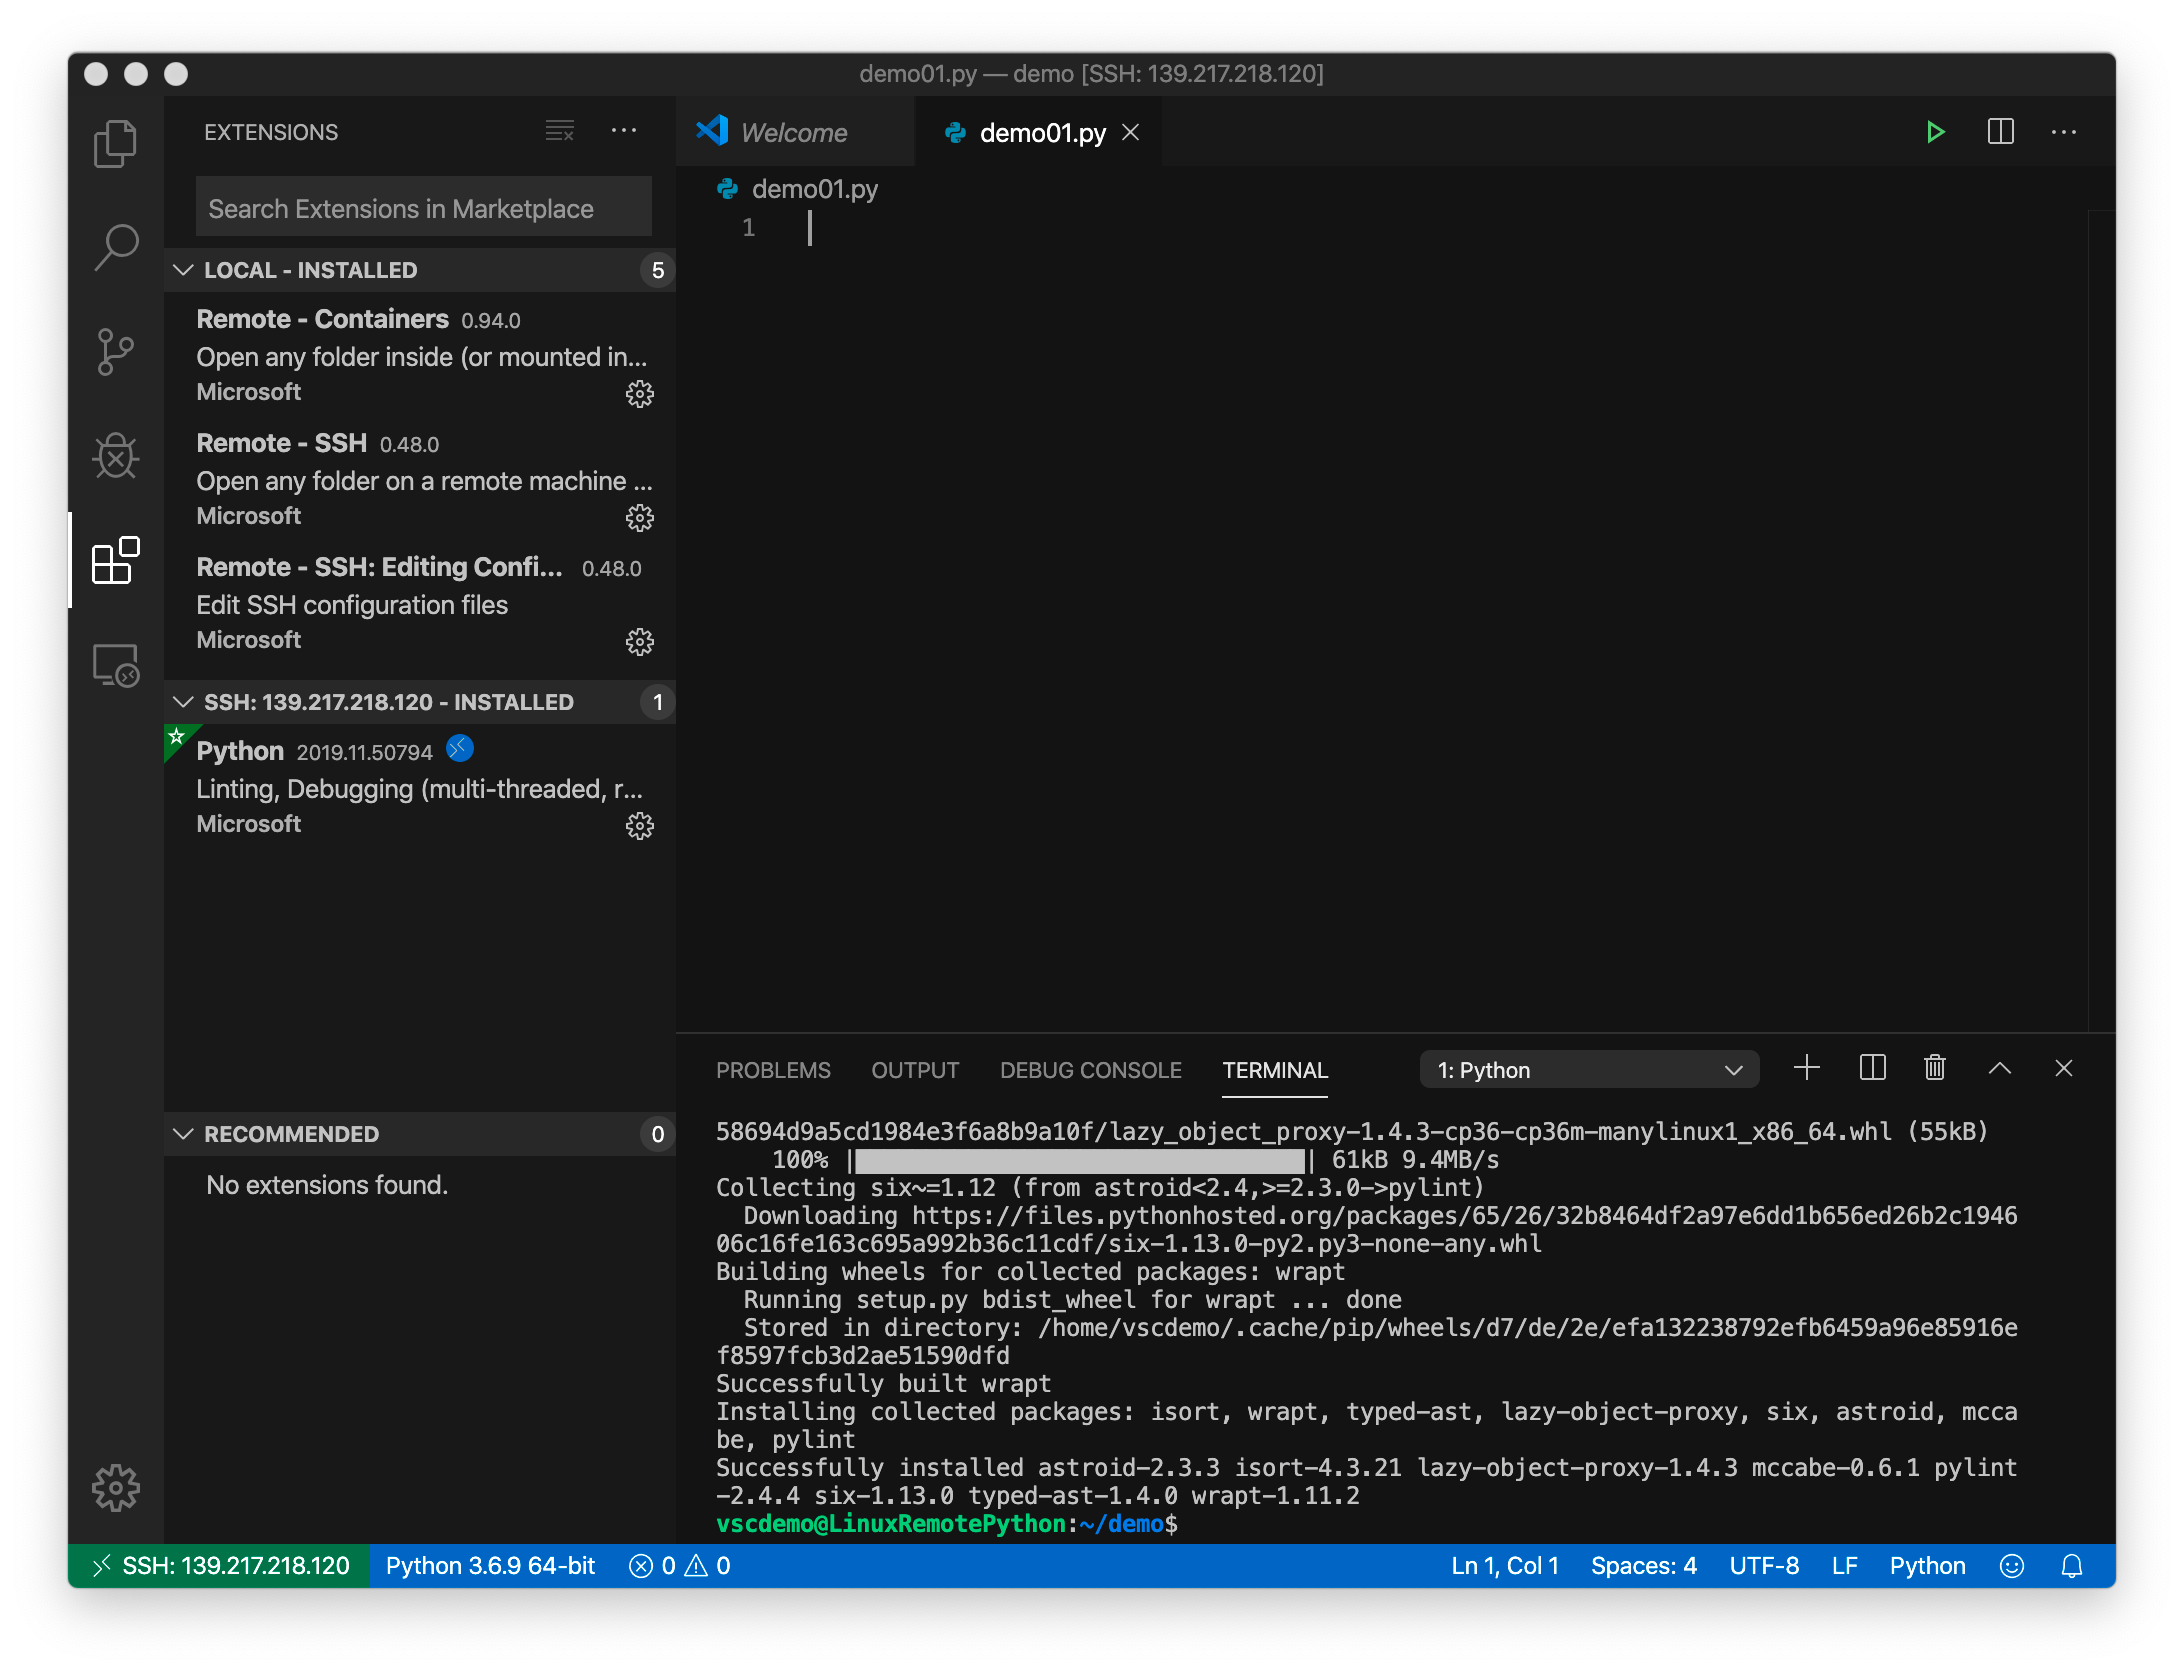 demo01.py — demo [SSH: 139.217.218.120]
EXTENSIONS
Search Extensions in Marketplace
LOCAL - INSTALLED 5
Remote - Containers 0.94.0
Open any folder inside (or mounted in...
Microsoft
Remote - SSH 0.48.0
Open any folder on a remote machine ...
Microsoft
Remote - SSH: Editing Confi... 0.48.0
Edit SSH configuration files
Microsoft
SSH: 139.217.218.120 - INSTALLED 1
Python 2019.11.50794
Linting, Debugging (multi-threaded, r...
Microsoft
RECOMMENDED 0
No extensions found.
Welcome demo01.py
demo01.py
1
PROBLEMS OUTPUT DEBUG CONSOLE TERMINAL 1: Python
58694d9a5cd1984e3f6a8b9a10f/lazy_object_proxy-1.4.3-cp36-cp36m-manylinux1_x86_64.whl (55kB)
100% | | 61kB 9.4MB/s
Collecting six~=1.12 (from astroid<2.4,>=2.3.0->pylint)
Downloading https://files.pythonhosted.org/packages/65/26/32b8464df2a97e6dd1b656ed26b2c1946
06c16fe163c695a992b36c11cdf/six-1.13.0-py2.py3-none-any.whl
Building wheels for collected packages: wrapt
Running setup.py bdist_wheel for wrapt ... done
Stored in directory: /home/vscdemo/.cache/pip/wheels/d7/de/2e/efa132238792efb6459a96e85916e
f8597fcb3d2ae51590dfd
Successfully built wrapt
Installing collected packages: isort, wrapt, typed-ast, lazy-object-proxy, six, astroid, mcca
be, pylint
Successfully installed astroid-2.3.3 isort-4.3.21 lazy-object-proxy-1.4.3 mccabe-0.6.1 pylint
-2.4.4 six-1.13.0 typed-ast-1.4.0 wrapt-1.11.2
vscdemo@LinuxRemotePython:~/demo$
SSH: 139.217.218.120 Python 3.6.9 64-bit 0 0 Ln 1, Col 1 Spaces: 4 UTF-8 LF Python